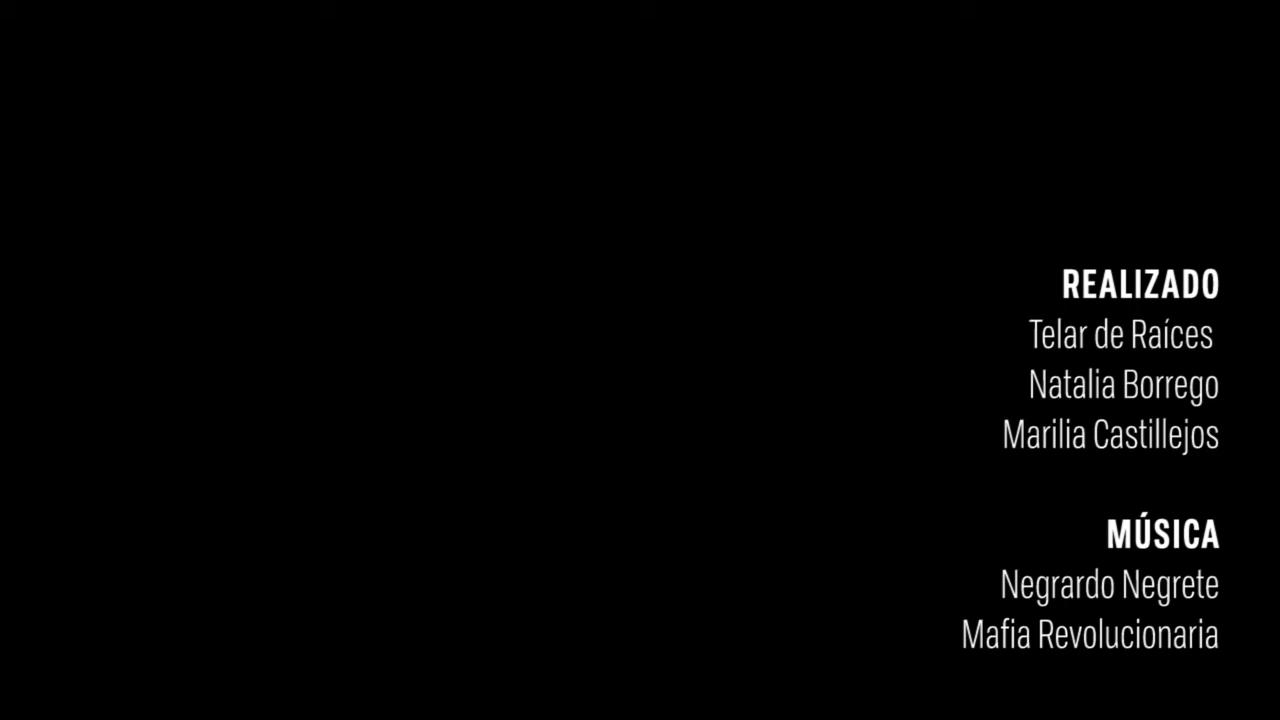 REALIZADO
Telar de Raíces
Natalia Borrego
Marilia Castillejos
MÚSICA
Negrardo Negrete
Mafia Revolucionaria